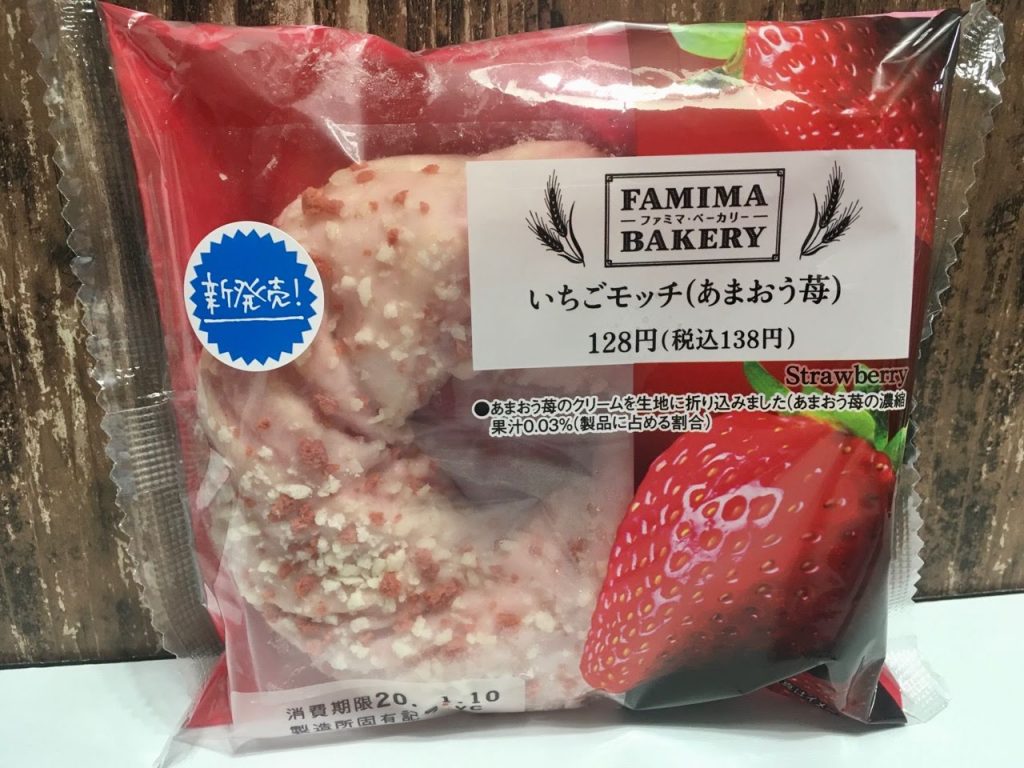 FAMIMA
ファミマ・ベーカリー
BAKERY
いちごモッチ(あまおう苺)
128円(税込138円)
新発売!
Strawberry
●あまおう苺のクリームを生地に折り込みました(あまおう苺の濃縮
果汁0.03%(製品に占める割合)
消費期限20. 1.10
製造所固有記